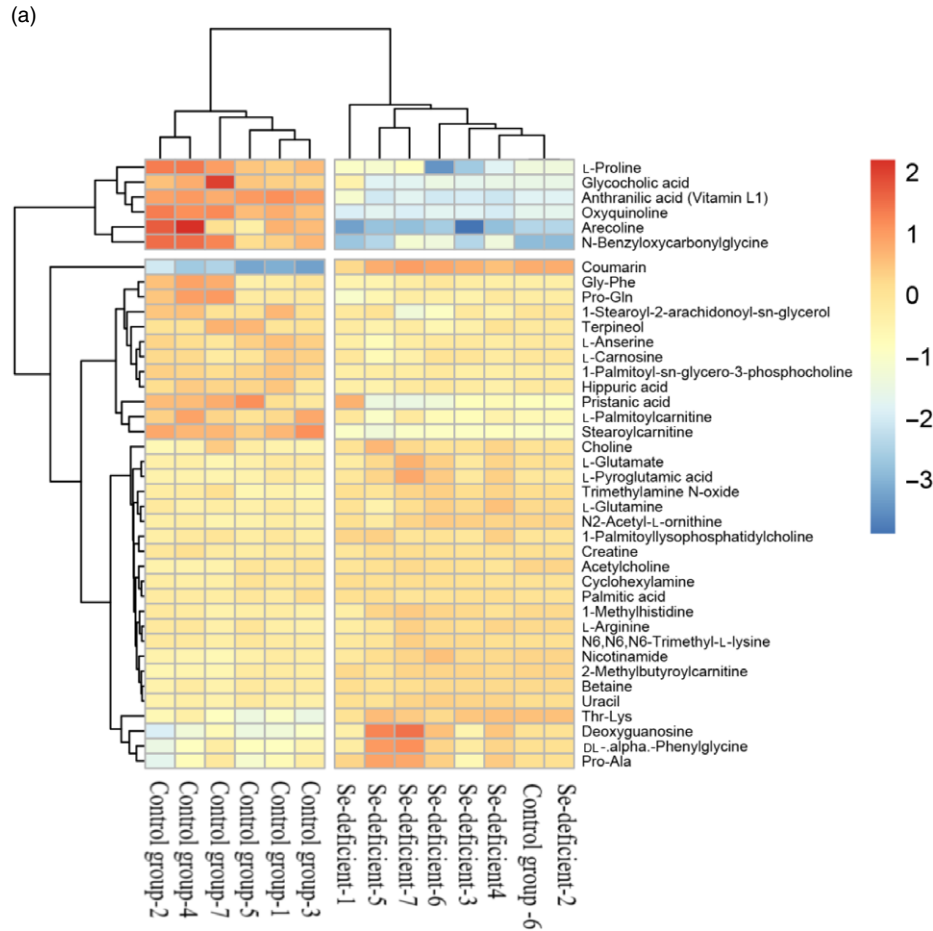 (a)
L-Proline
Glycocholic acid
Anthranilic acid (Vitamin L1)
Oxyquinoline
Arecoline
N-Benzyloxycarbonylglycine
Coumarin
Gly-Phe
Pro-Gln
1-Stearoyl-2-arachidonoyl-sn-glycerol
Terpineol
L-Anserine
L-Carnosine
1-Palmitoyl-sn-glycero-3-phosphocholine
Hippuric acid
Pristanic acid
L-Palmitoylcarnitine
Stearoylcarnitine
Choline
L-Glutamate
L-Pyroglutamic acid
Trimethylamine N-oxide
L-Glutamine
N2-Acetyl-L-ornithine
1-Palmitoyllysophosphatidylcholine
Creatine
Acetylcholine
Cyclohexylamine
Palmitic acid
1-Methylhistidine
L-Arginine
N6,N6,N6-Trimethyl-L-lysine
Nicotinamide
2-Methylbutyroylcarnitine
Betaine
Uracil
Thr-Lys
Deoxyguanosine
DL-.alpha.-Phenylglycine
Pro-Ala
2
1
0
−1
−2
−3
Control group-2
Control group-4
Control group-7
Control group-5
Control group-1
Control group-3
Se-deficient-1
Se-deficient-5
Se-deficient-7
Se-deficient-6
Se-deficient-3
Se-deficient4
Control group -6
Se-deficient-2